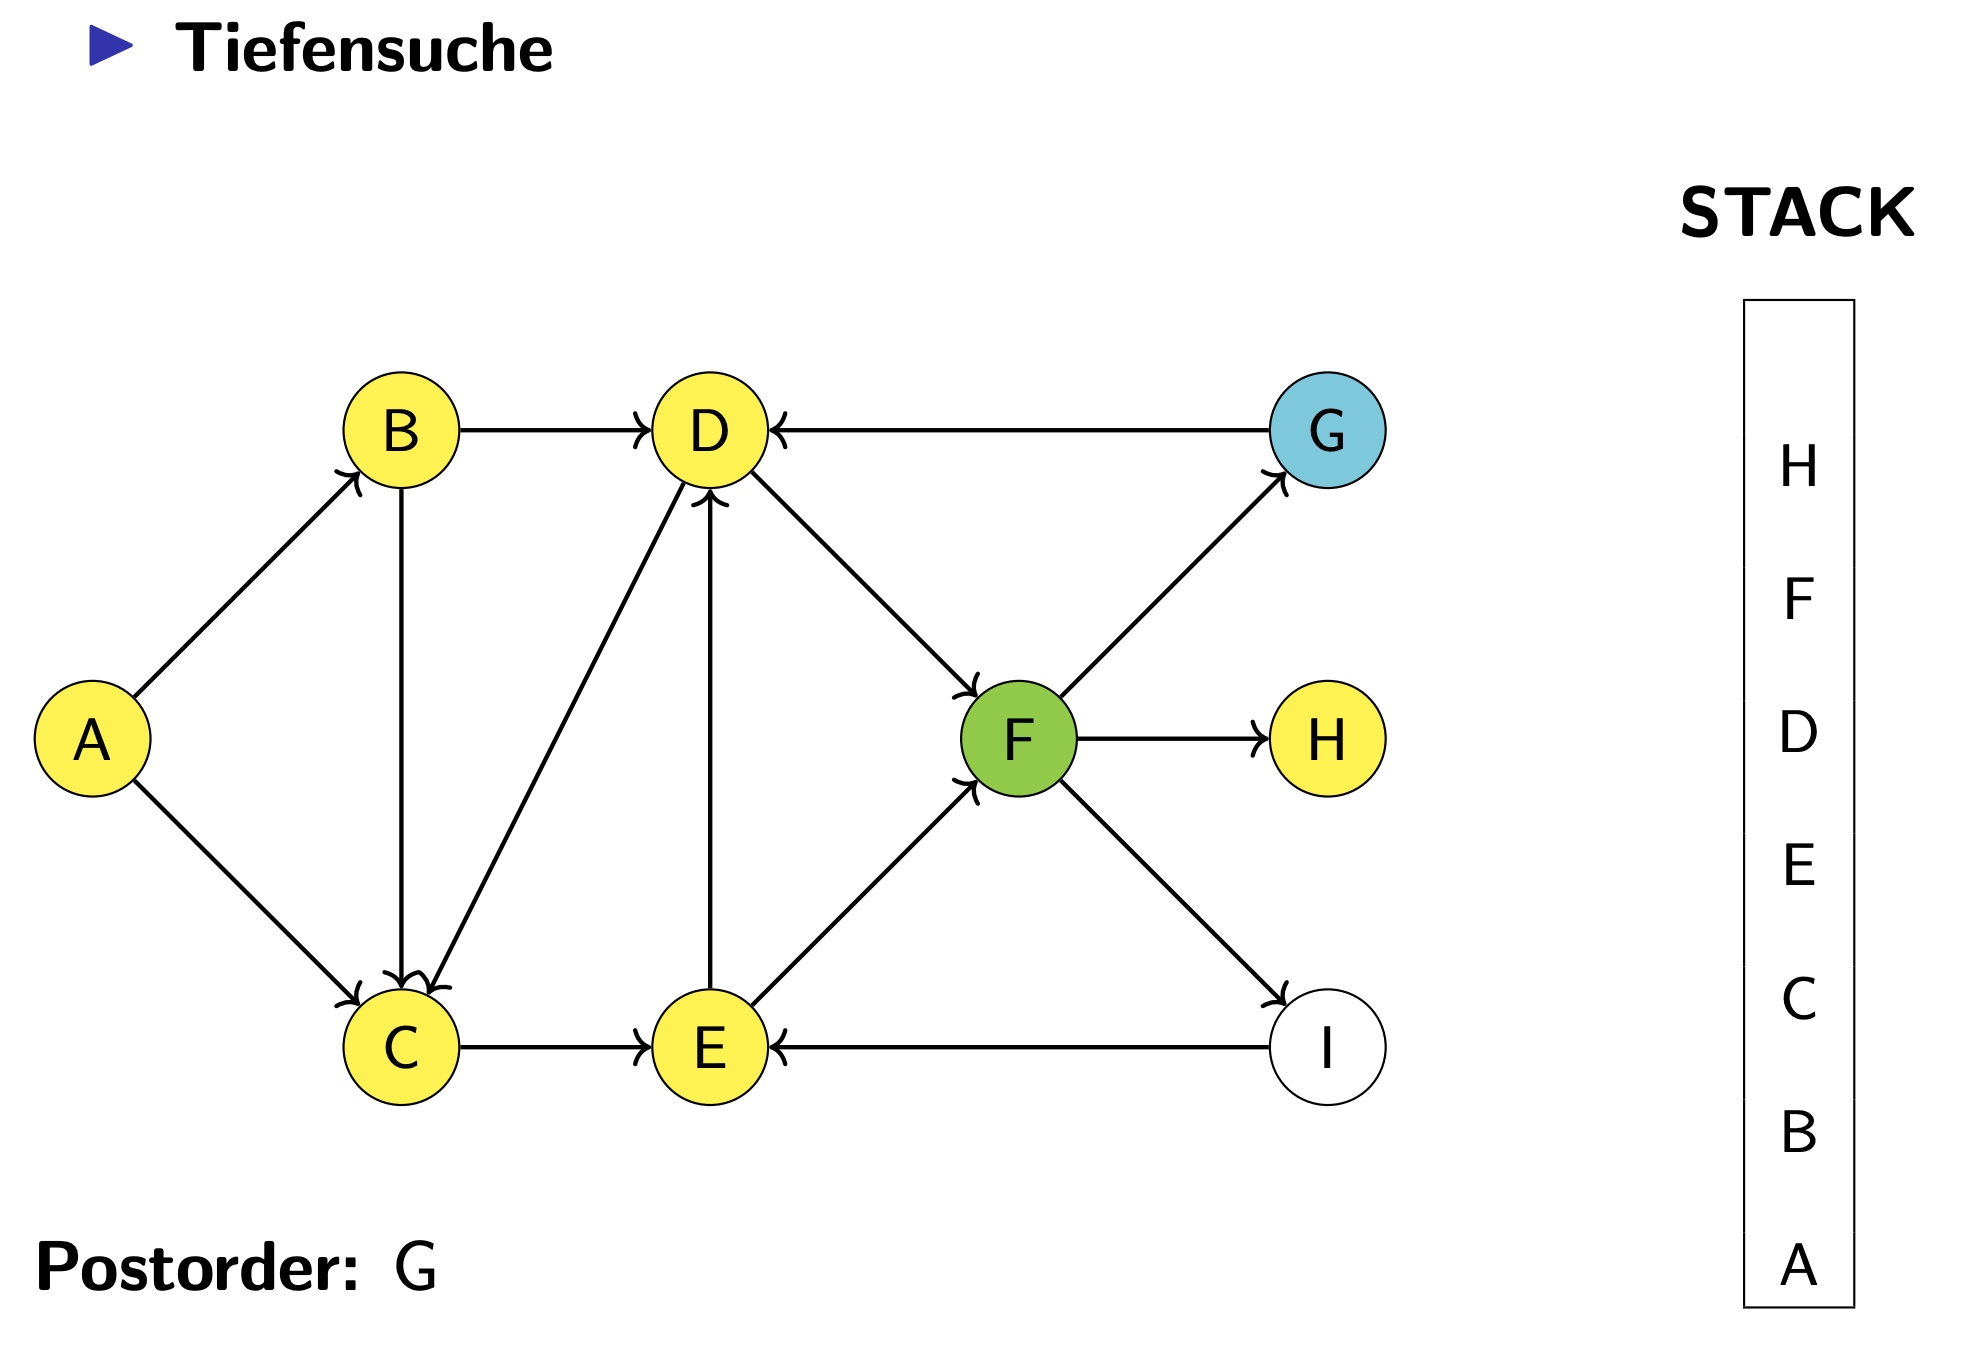 Tiefensuche
STACK
B D G
H
F
A F H
D
E
C
C E I
B
Postorder: G
A